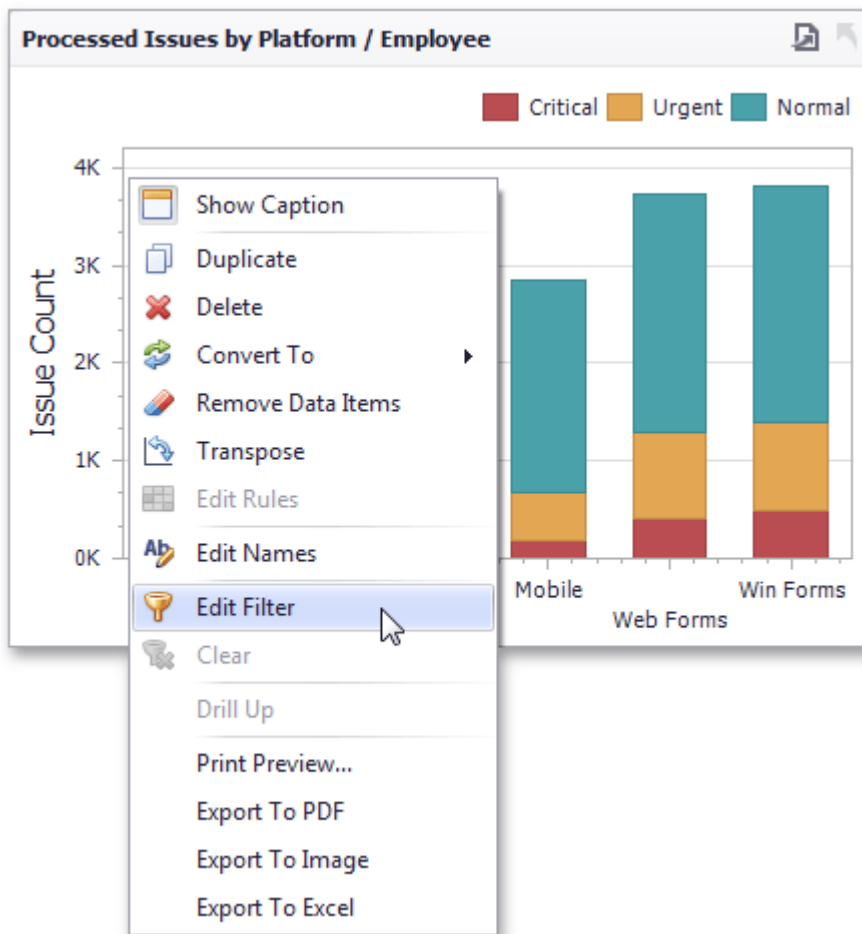 Processed Issues by Platform / Employee
Critical Urgent Normal
4K
3K
2K
1K
0K
Issue Count
Show Caption
Duplicate
Delete
Convert To
Remove Data Items
Transpose
Edit Rules
Ab
Edit Names
Edit Filter
Clear
Drill Up
Print Preview...
Export To PDF
Export To Image
Export To Excel
Mobile
Web Forms
Win Forms